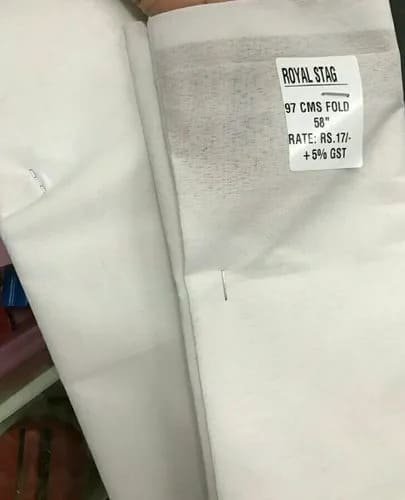 ROYAL STAG
97 CMS FOLD
58"
RATE: RS.17/-
+5% GST